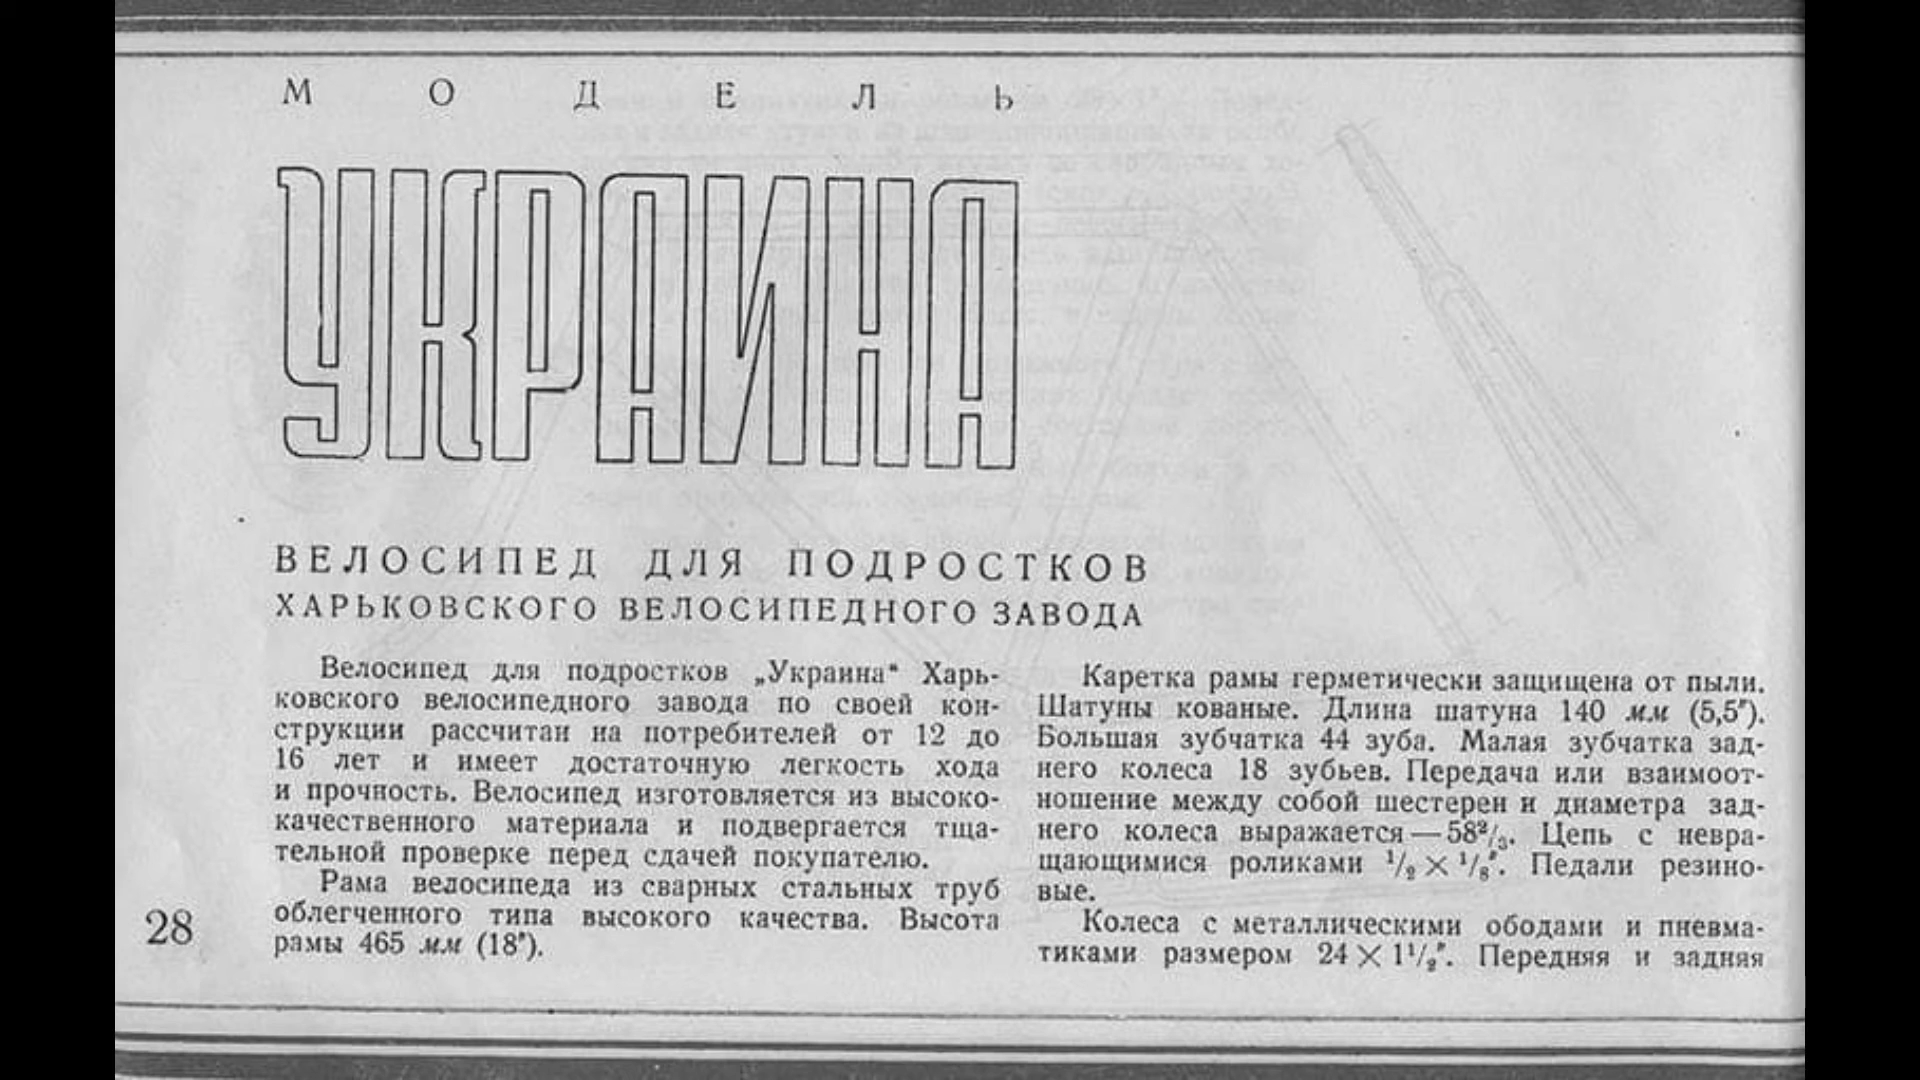 МОДЕЛЬ
УКРАИНА
ВЕЛОСИПЕД ДЛЯ ПОДРОСТКОВ
ХАРЬКОВСКОГО ВЕЛОСИПЕДНОГО ЗАВОДА
Велосипед для подростков „Украина“ Харь-
ковского велосипедного завода по своей кон-
струкции рассчитан на потребителей от 12 до
16 лет и имеет достаточную легкость хода
и прочность. Велосипед изготовляется из высоко-
качественного материала и подвергается тща-
тельной проверке перед сдачей покупателю.
Рама велосипеда из сварных стальных труб
облегченного типа высокого качества. Высота
рамы 465 мм (18″).
Каретка рамы герметически защищена от пыли.
Шатуны кованые. Длина шатуна 140 мм (5,5″).
Большая зубчатка 44 зуба. Малая зубчатка зад-
него колеса 18 зубьев. Передача или взаимоот-
ношение между собой шестерен и диаметра зад-
него колеса выражается — 58²/₃. Цепь с невра-
щающимися роликами ¹/₂ × ¹/₈″. Педали резино-
вые.
Колеса с металлическими ободами и пневма-
тиками размером 24 × 1¹/₂″. Передняя и задняя
28